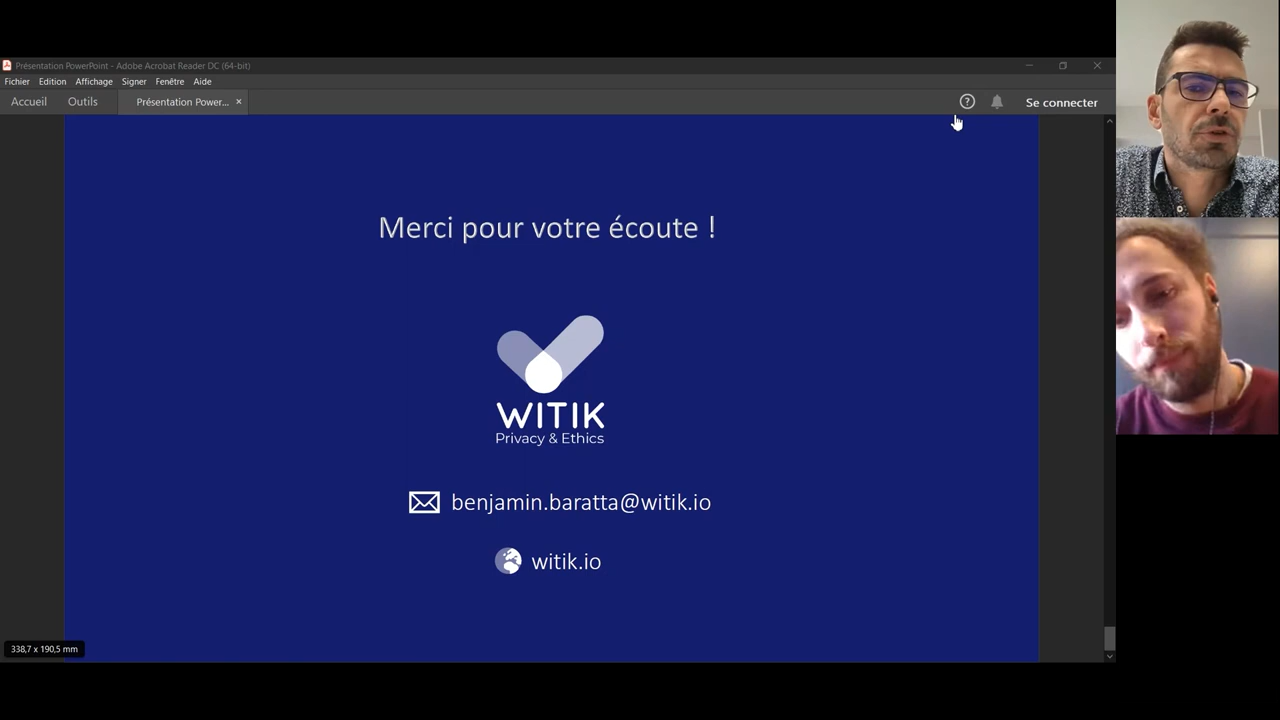 Présentation PowerPoint - Adobe Acrobat Reader DC (64-bit)
Fichier Edition Affichage Signer Fenêtre Aide
Accueil Outils Présentation Power... × Se connecter
Merci pour votre écoute !
WITIK
Privacy & Ethics
benjamin.baratta@witik.io
witik.io
338,7 x 190,5 mm